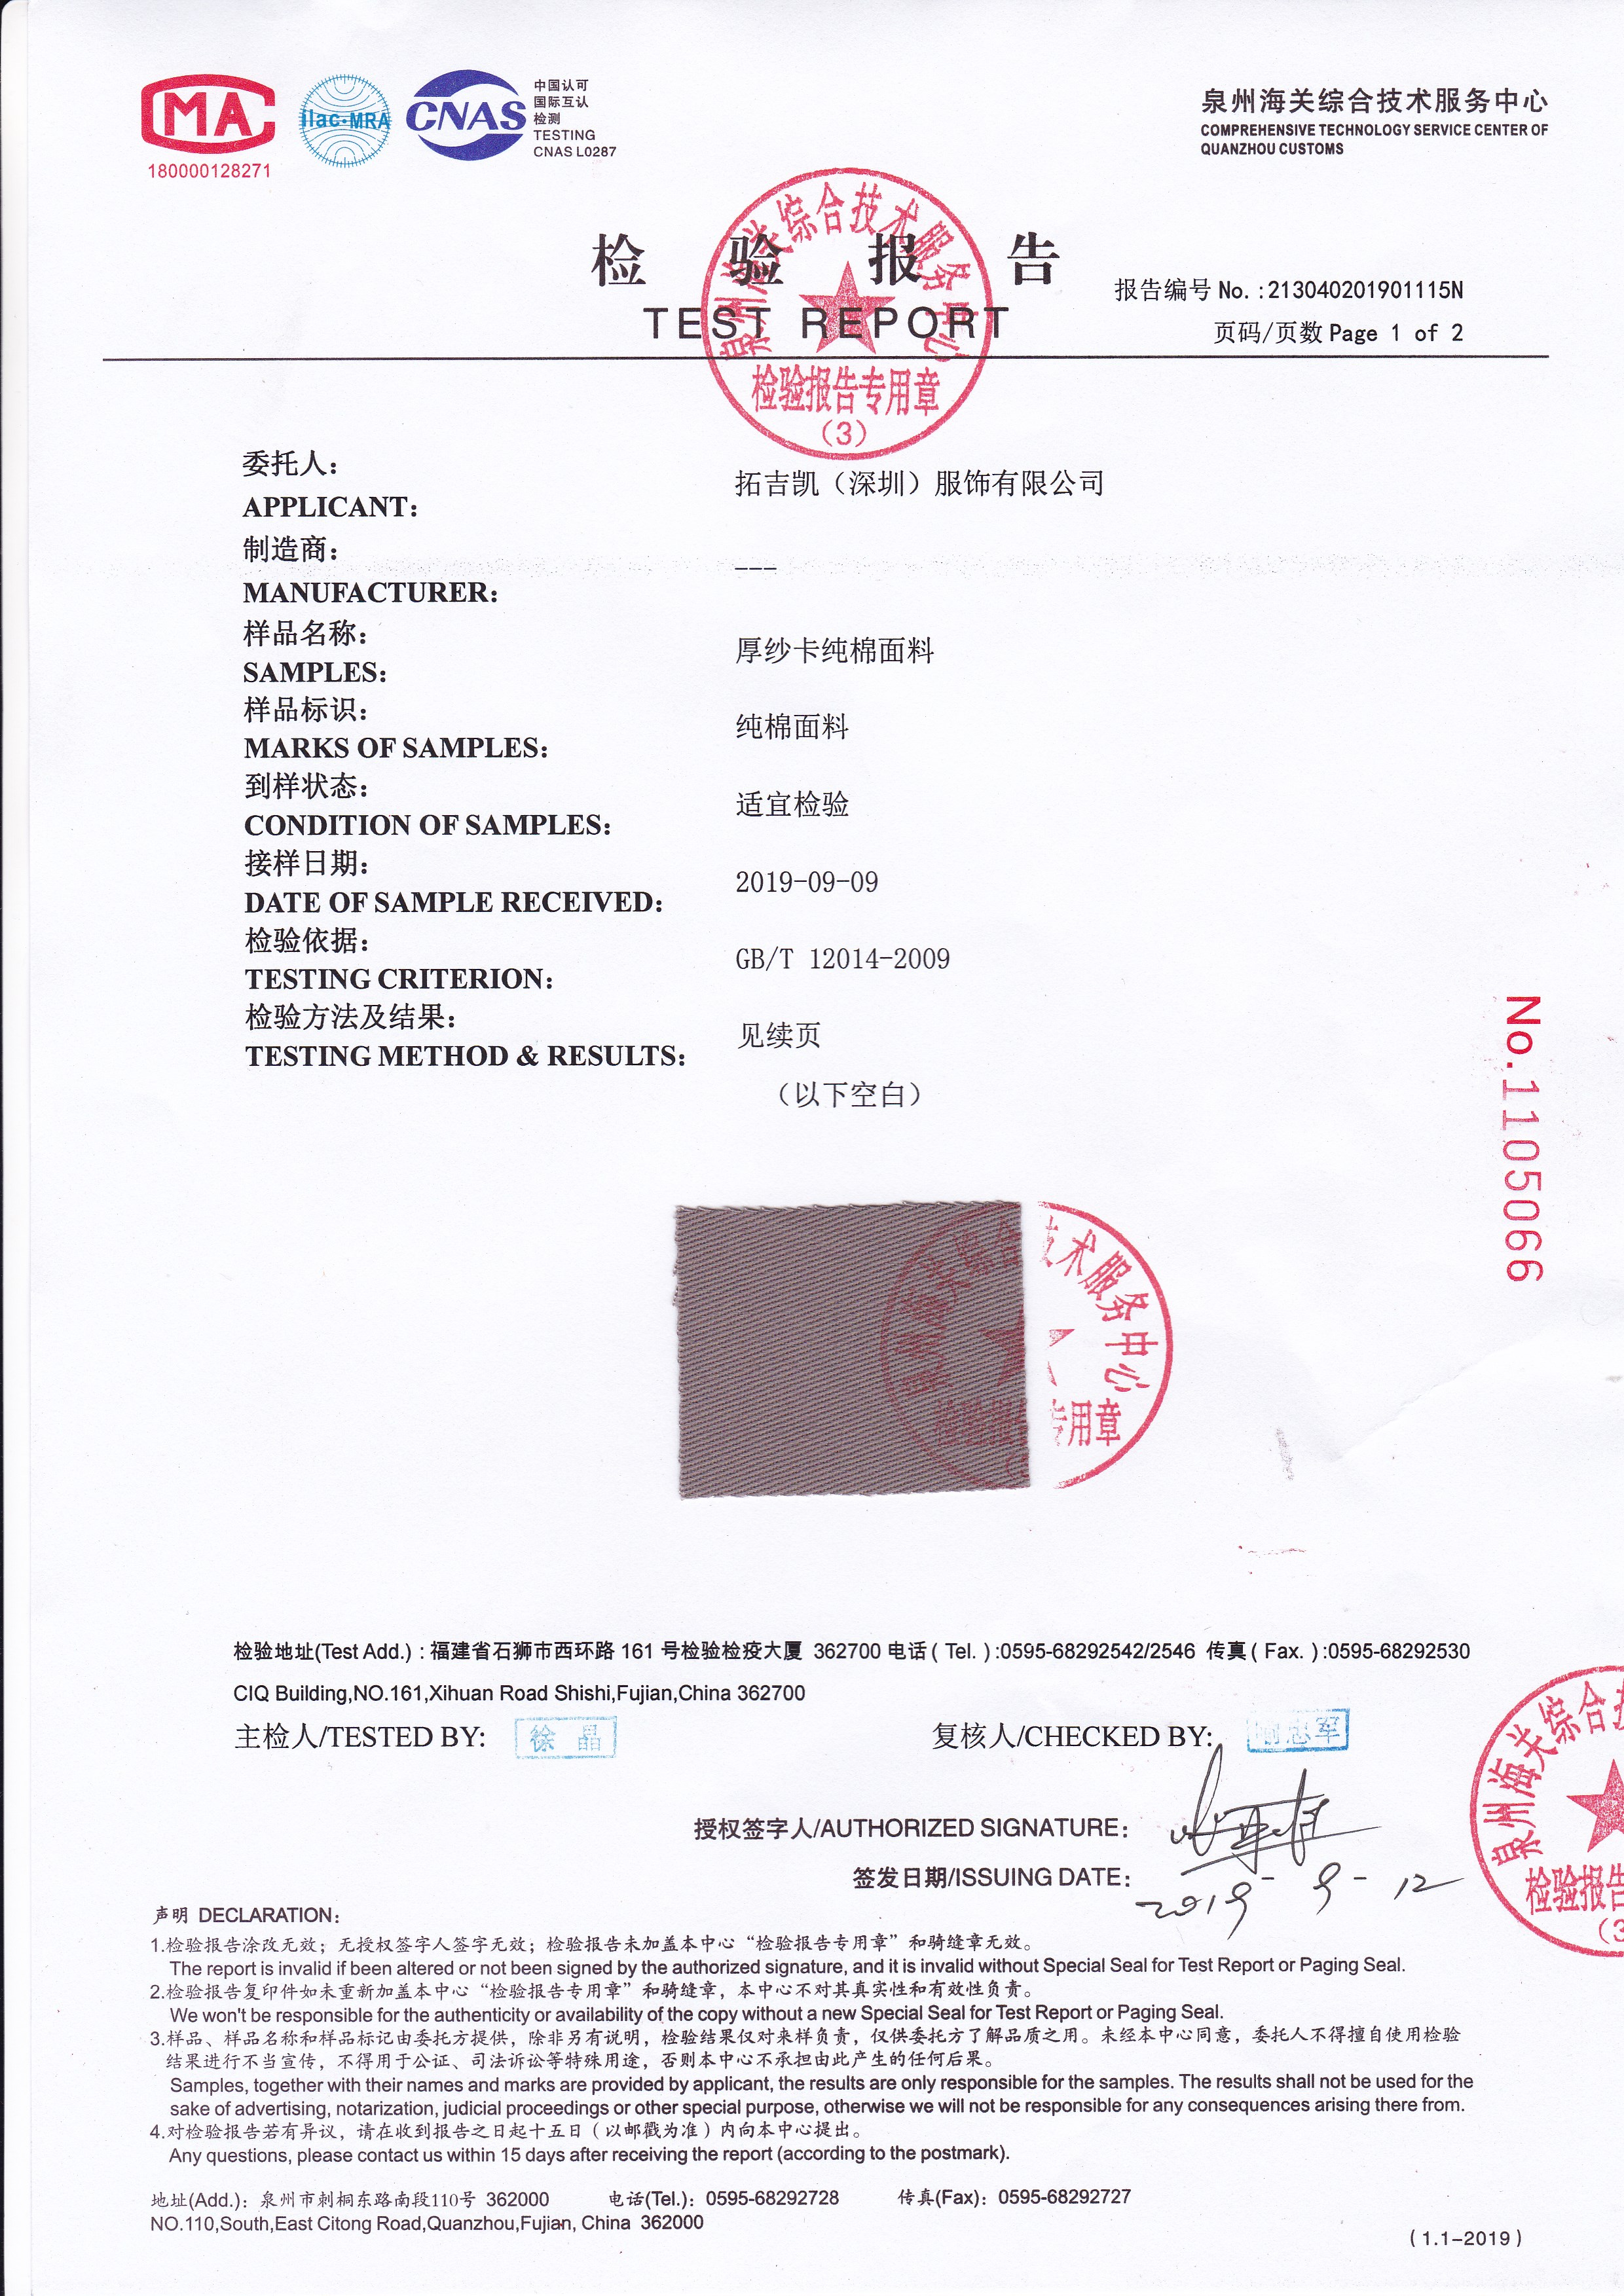 MA
180000128271
ilac-MRA
CNAS
中国认可
国际互认
检测
TESTING
CNAS L0287
泉州海关综合技术服务中心
COMPREHENSIVE TECHNOLOGY SERVICE CENTER OF
QUANZHOU CUSTOMS
泉州海关综合技术服务中心
检验报告专用章
(3)
检 验 报 告
TEST REPORT
报告编号 No. :213040201901115N
页码/页数 Page 1 of 2
委托人:
拓吉凯（深圳）服饰有限公司
APPLICANT:
制造商:
---
MANUFACTURER:
样品名称:
厚纱卡纯棉面料
SAMPLES:
样品标识:
纯棉面料
MARKS OF SAMPLES:
到样状态:
适宜检验
CONDITION OF SAMPLES:
接样日期:
2019-09-09
DATE OF SAMPLE RECEIVED:
检验依据:
GB/T 12014-2009
TESTING CRITERION:
检验方法及结果:
见续页
TESTING METHOD & RESULTS:
（以下空白）
No.1105066
泉州海关综合技术服务中心
检验报告专用章
检验地址(Test Add.) : 福建省石狮市西环路 161 号检验检疫大厦 362700 电话 ( Tel. ) :0595-68292542/2546 传真 ( Fax. ) :0595-68292530
CIQ Building,NO.161,Xihuan Road Shishi,Fujian,China 362700
主检人/TESTED BY: 徐晶
复核人/CHECKED BY:
授权签字人/AUTHORIZED SIGNATURE:
签发日期/ISSUING DATE: 2019-9-12
泉州海关综合技
检验报告
(3
声明 DECLARATION:
1.检验报告涂改无效；无授权签字人签字无效；检验报告未加盖本中心“检验报告专用章”和骑缝章无效。
The report is invalid if been altered or not been signed by the authorized signature, and it is invalid without Special Seal for Test Report or Paging Seal.
2.检验报告复印件如未重新加盖本中心“检验报告专用章”和骑缝章，本中心不对其真实性和有效性负责。
We won't be responsible for the authenticity or availability of the copy without a new Special Seal for Test Report or Paging Seal.
3.样品、样品名称和样品标记由委托方提供，除非另有说明，检验结果仅对来样负责，仅供委托方了解品质之用。未经本中心同意，委托人不得擅自使用检验
结果进行不当宣传，不得用于公证、司法诉讼等特殊用途，否则本中心不承担由此产生的任何后果。
Samples, together with their names and marks are provided by applicant, the results are only responsible for the samples. The results shall not be used for the
sake of advertising, notarization, judicial proceedings or other special purpose, otherwise we will not be responsible for any consequences arising there from.
4.对检验报告若有异议，请在收到报告之日起十五日（以邮戳为准）内向本中心提出。
Any questions, please contact us within 15 days after receiving the report (according to the postmark).
地址(Add.): 泉州市刺桐东路南段110号 362000 电话(Tel.): 0595-68292728 传真(Fax): 0595-68292727
NO.110,South,East Citong Road,Quanzhou,Fujian, China 362000
( 1.1-2019 )